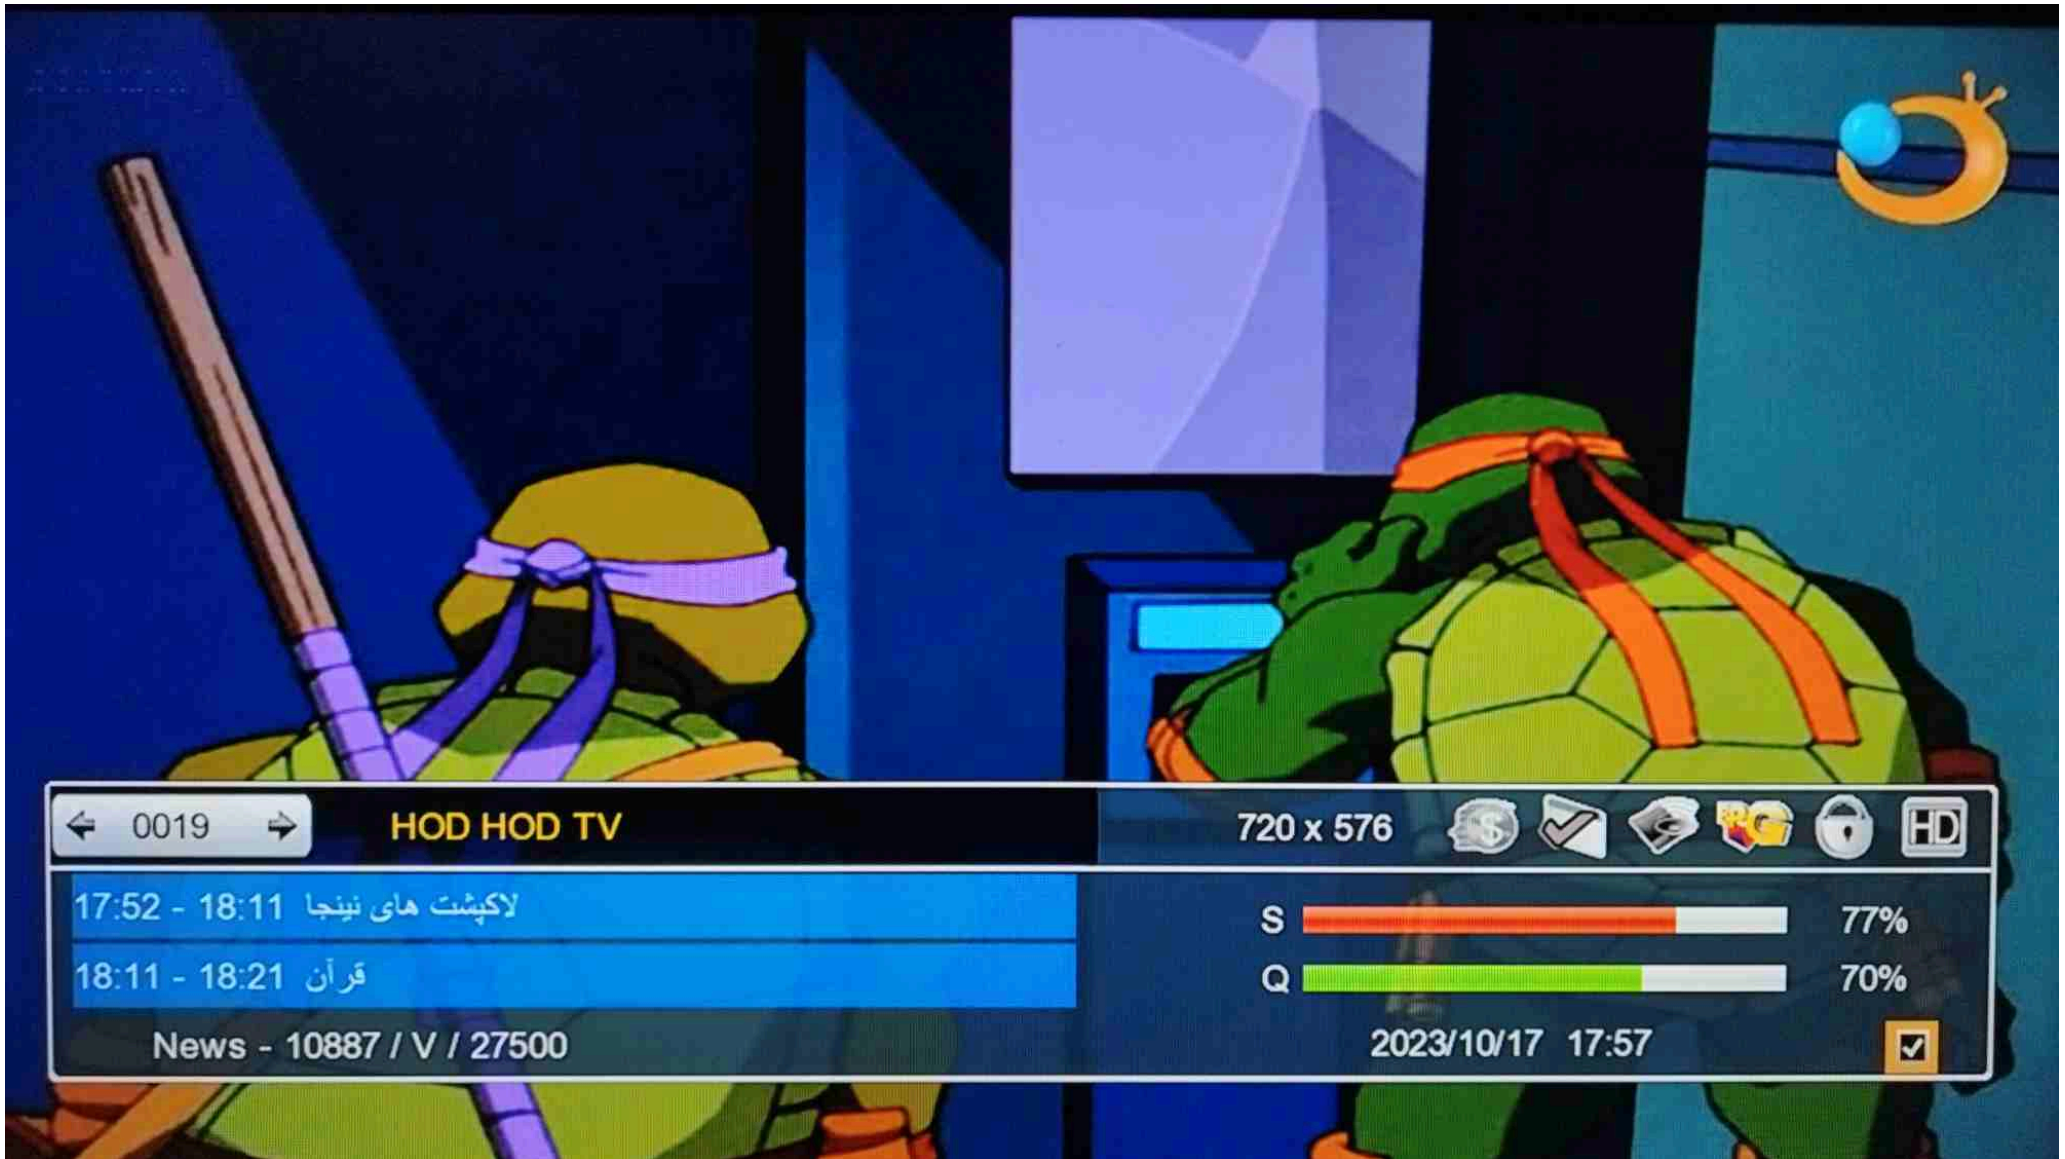 0019 HOD HOD TV 720 x 576 $ HD
17:52 - 18:11 لاکپشت های نینجا
18:11 - 18:21 قرآن
S 77%
Q 70%
News - 10887 / V / 27500 2023/10/17 17:57